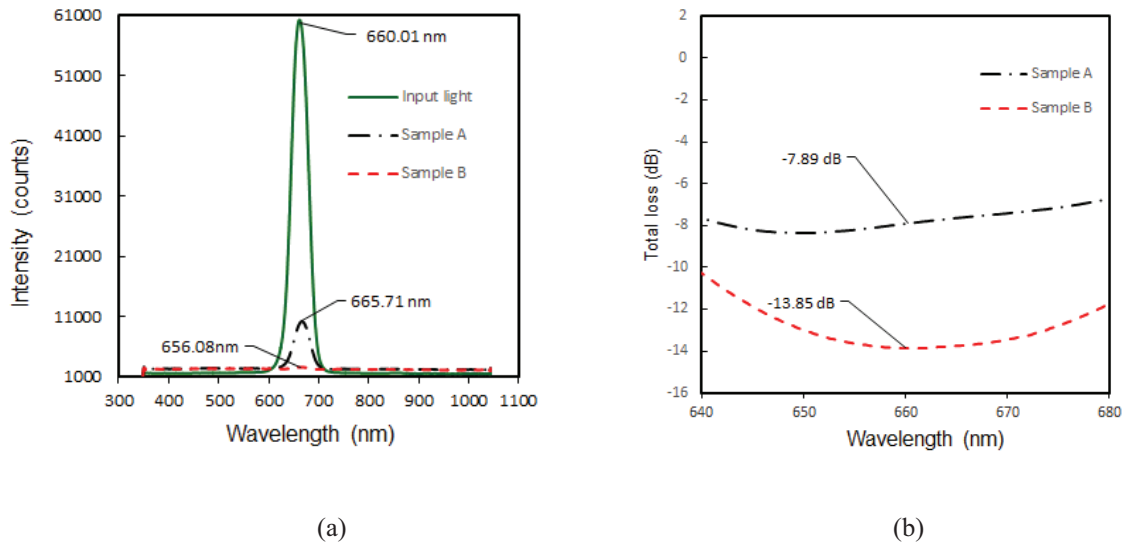 61000
51000
41000
31000
21000
11000
1000
Intensity (counts)
660.01 nm
Input light
Sample A
Sample B
665.71 nm
656.08nm
300 400 500 600 700 800 900 1000 1100
Wavelength (nm)
(a)
2
0
-2
-4
-6
-8
-10
-12
-14
-16
Total loss (dB)
Sample A
Sample B
-7.89 dB
-13.85 dB
640 650 660 670 680
Wavelength (nm)
(b)